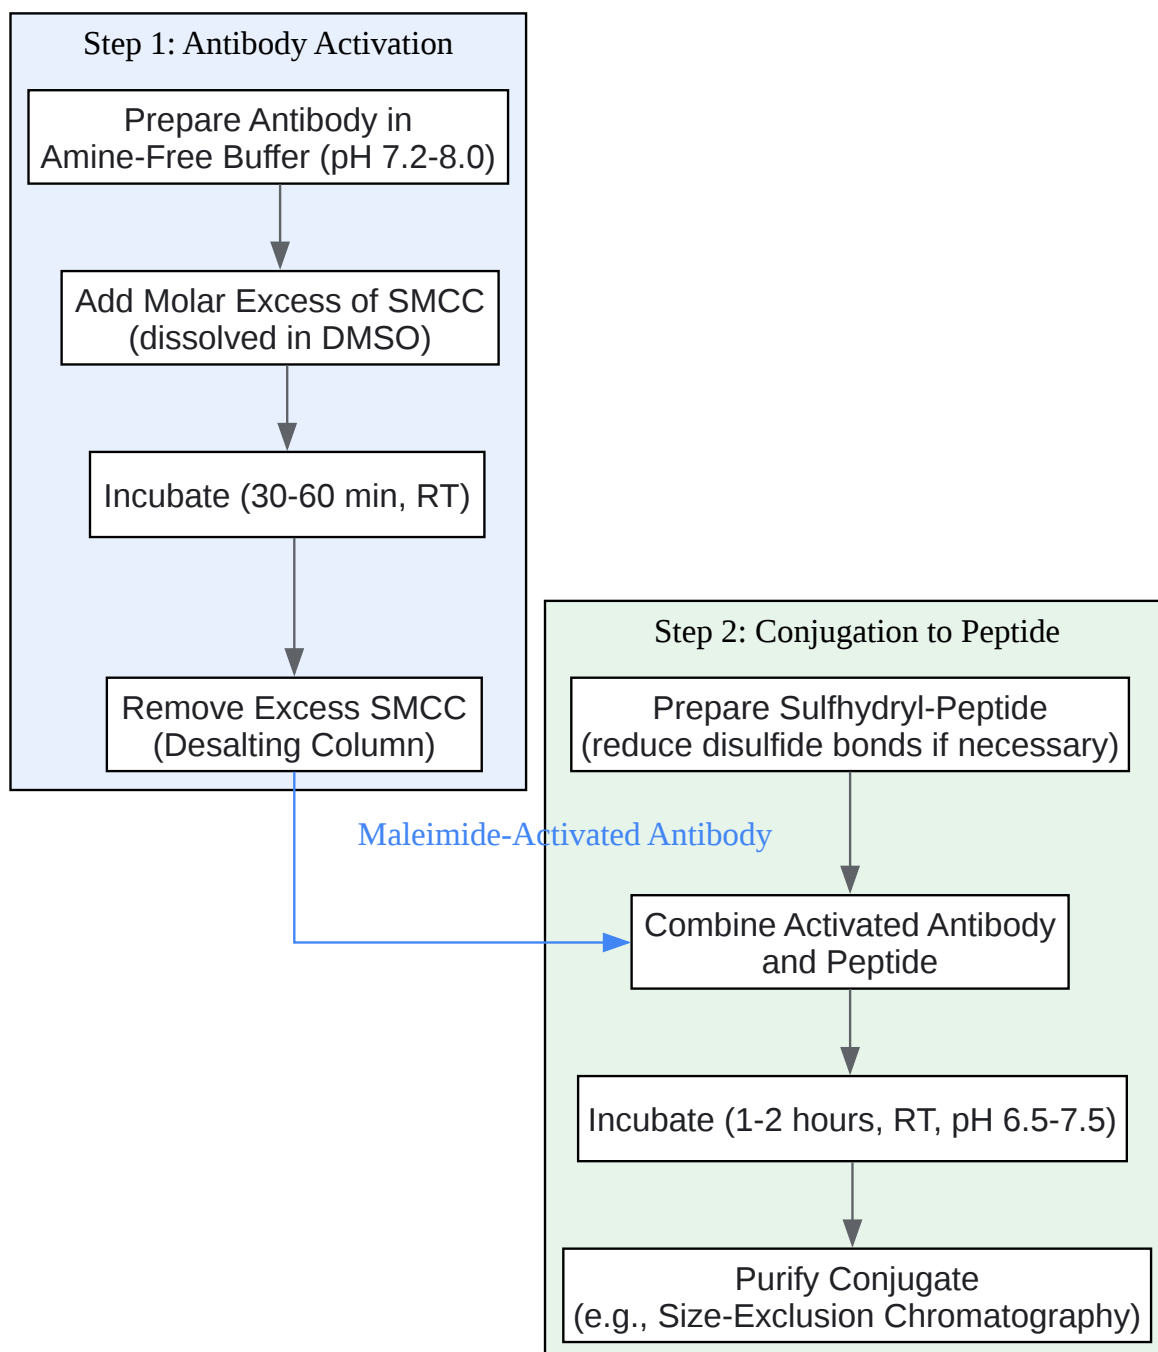 Step 1: Antibody Activation
Prepare Antibody in
Amine-Free Buffer (pH 7.2-8.0)
Add Molar Excess of SMCC
(dissolved in DMSO)
Incubate (30-60 min, RT)
Remove Excess SMCC
(Desalting Column)
Maleimide-Activated Antibody
Step 2: Conjugation to Peptide
Prepare Sulfhydryl-Peptide
(reduce disulfide bonds if necessary)
Combine Activated Antibody
and Peptide
Incubate (1-2 hours, RT, pH 6.5-7.5)
Purify Conjugate
(e.g., Size-Exclusion Chromatography)